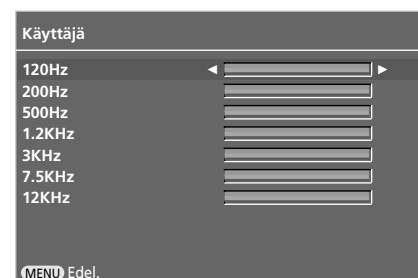 Käyttäjä
120Hz
200Hz
500Hz
1.2KHz
3KHz
7.5KHz
12KHz
MENU Edel.